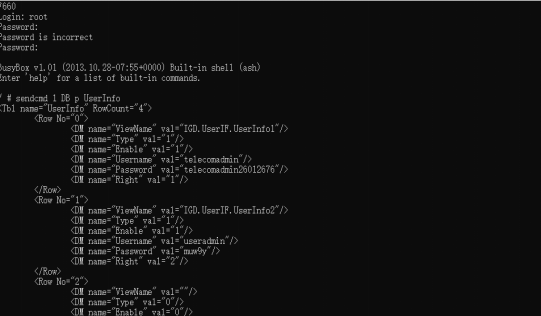 F660
Login: root
Password:
Password is incorrect
Password:
BusyBox v1.01 (2013.10.28-07:55+0000) Built-in shell (ash)
Enter 'help' for a list of built-in commands.
/ # sendcmd 1 DB p UserInfo
<Tbl name="UserInfo" RowCount="4">
<Row No="0">
<DM name="ViewName" val="IGD.UserIF.UserInfo1"/>
<DM name="Type" val="1"/>
<DM name="Enable" val="1"/>
<DM name="Username" val="telecomadmin"/>
<DM name="Password" val="telecomadmin26012676"/>
<DM name="Right" val="1"/>
</Row>
<Row No="1">
<DM name="ViewName" val="IGD.UserIF.UserInfo2"/>
<DM name="Type" val="1"/>
<DM name="Enable" val="1"/>
<DM name="Username" val="useradmin"/>
<DM name="Password" val="muw9y"/>
<DM name="Right" val="2"/>
</Row>
<Row No="2">
<DM name="ViewName" val=""/>
<DM name="Type" val="0"/>
<DM name="Enable" val="0"/>